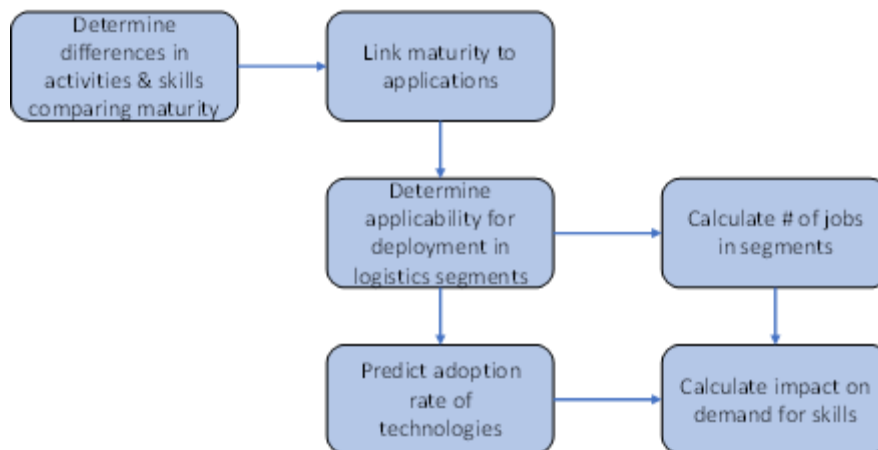 Determine
differences in
activities & skills
comparing maturity
Link maturity to
applications
Determine
applicability for
deployment in
logistics segments
Calculate # of jobs
in segments
Predict adoption
rate of
technologies
Calculate impact on
demand for skills